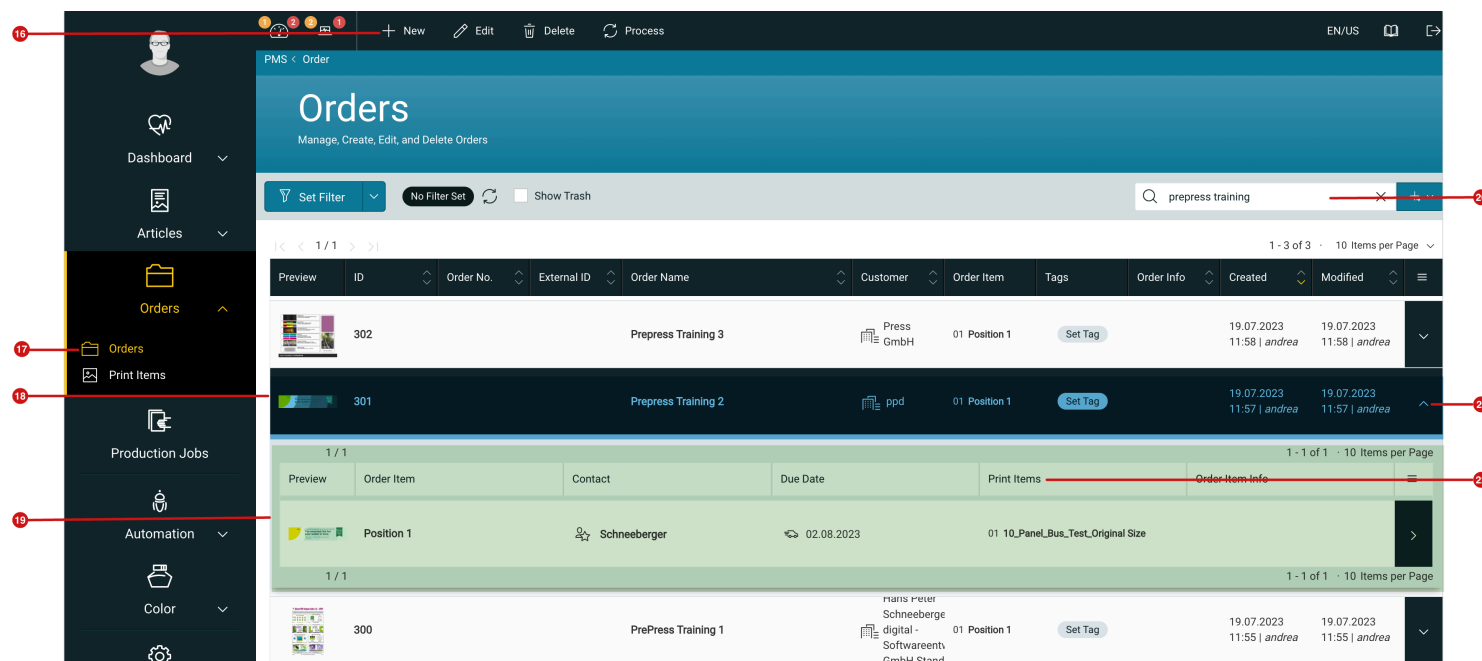 1 2 2 1
16 New Edit Delete Process EN/US
PMS < Order
Orders
Manage, Create, Edit, and Delete Orders
Dashboard
Articles
Orders
17 Orders
Print Items
Production Jobs
Automation
Color
Set Filter No Filter Set Show Trash prepress training
1 / 1 1 - 3 of 3 · 10 Items per Page
Preview ID Order No. External ID Order Name Customer Order Item Tags Order Info Created Modified
302 Prepress Training 3 Press GmbH 01 Position 1 Set Tag 19.07.2023 11:58 | andrea 19.07.2023 11:58 | andrea
18 301 Prepress Training 2 ppd 01 Position 1 Set Tag 19.07.2023 11:57 | andrea 19.07.2023 11:57 | andrea
1 / 1 1 - 1 of 1 · 10 Items per Page
Preview Order Item Contact Due Date Print Items Order Item Info
19 Position 1 Schneeberger 02.08.2023 01 10_Panel_Bus_Test_Original Size
1 / 1 1 - 1 of 1 · 10 Items per Page
300 PrePress Training 1 Hans Peter Schneeberge digital - Softwareentw GmbH Stand 01 Position 1 Set Tag 19.07.2023 11:55 | andrea 19.07.2023 11:55 | andrea